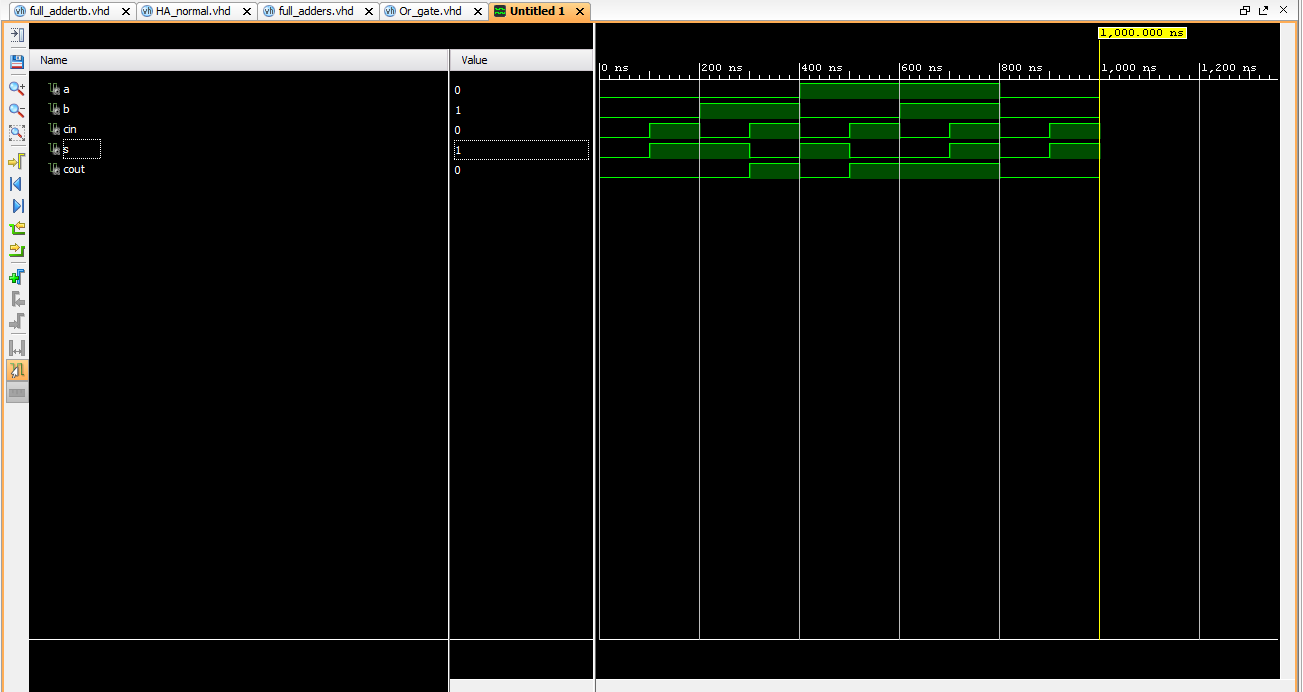 full_addertb.vhd HA_normal.vhd full_adders.vhd Or_gate.vhd Untitled 1
1,000.000 ns
Name Value
0 ns 200 ns 400 ns 600 ns 800 ns 1,000 ns 1,200 ns
a 0
b 1
cin 0
s 1
cout 0